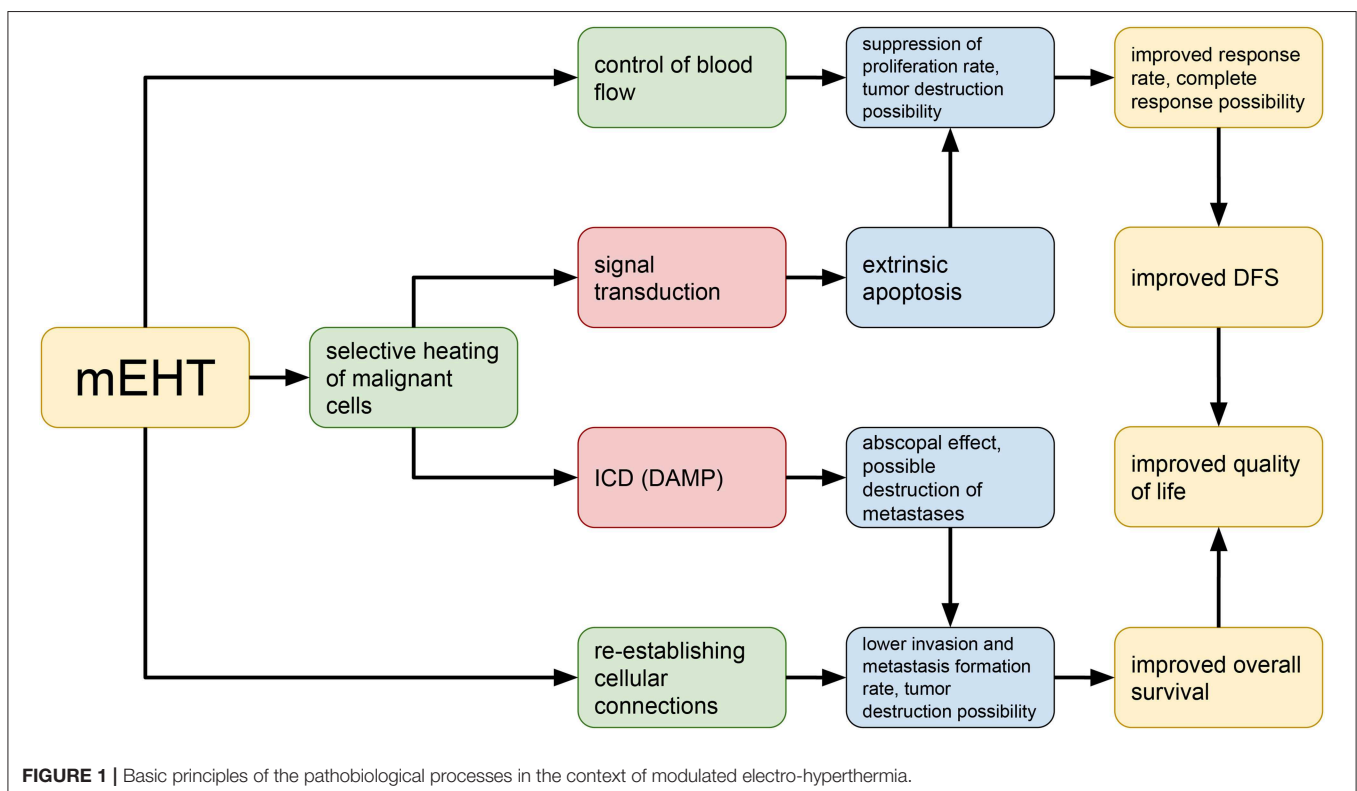 control of blood
flow
suppression of
proliferation rate,
tumor destruction
possibility
improved response
rate, complete
response possibility
signal
transduction
extrinsic
apoptosis
improved DFS
mEHT
selective heating
of malignant
cells
ICD (DAMP)
abscopal effect,
possible
destruction of
metastases
improved quality
of life
re-establishing
cellular
connections
lower invasion and
metastasis formation
rate, tumor
destruction possibility
improved overall
survival
FIGURE 1 | Basic principles of the pathobiological processes in the context of modulated electro-hyperthermia.